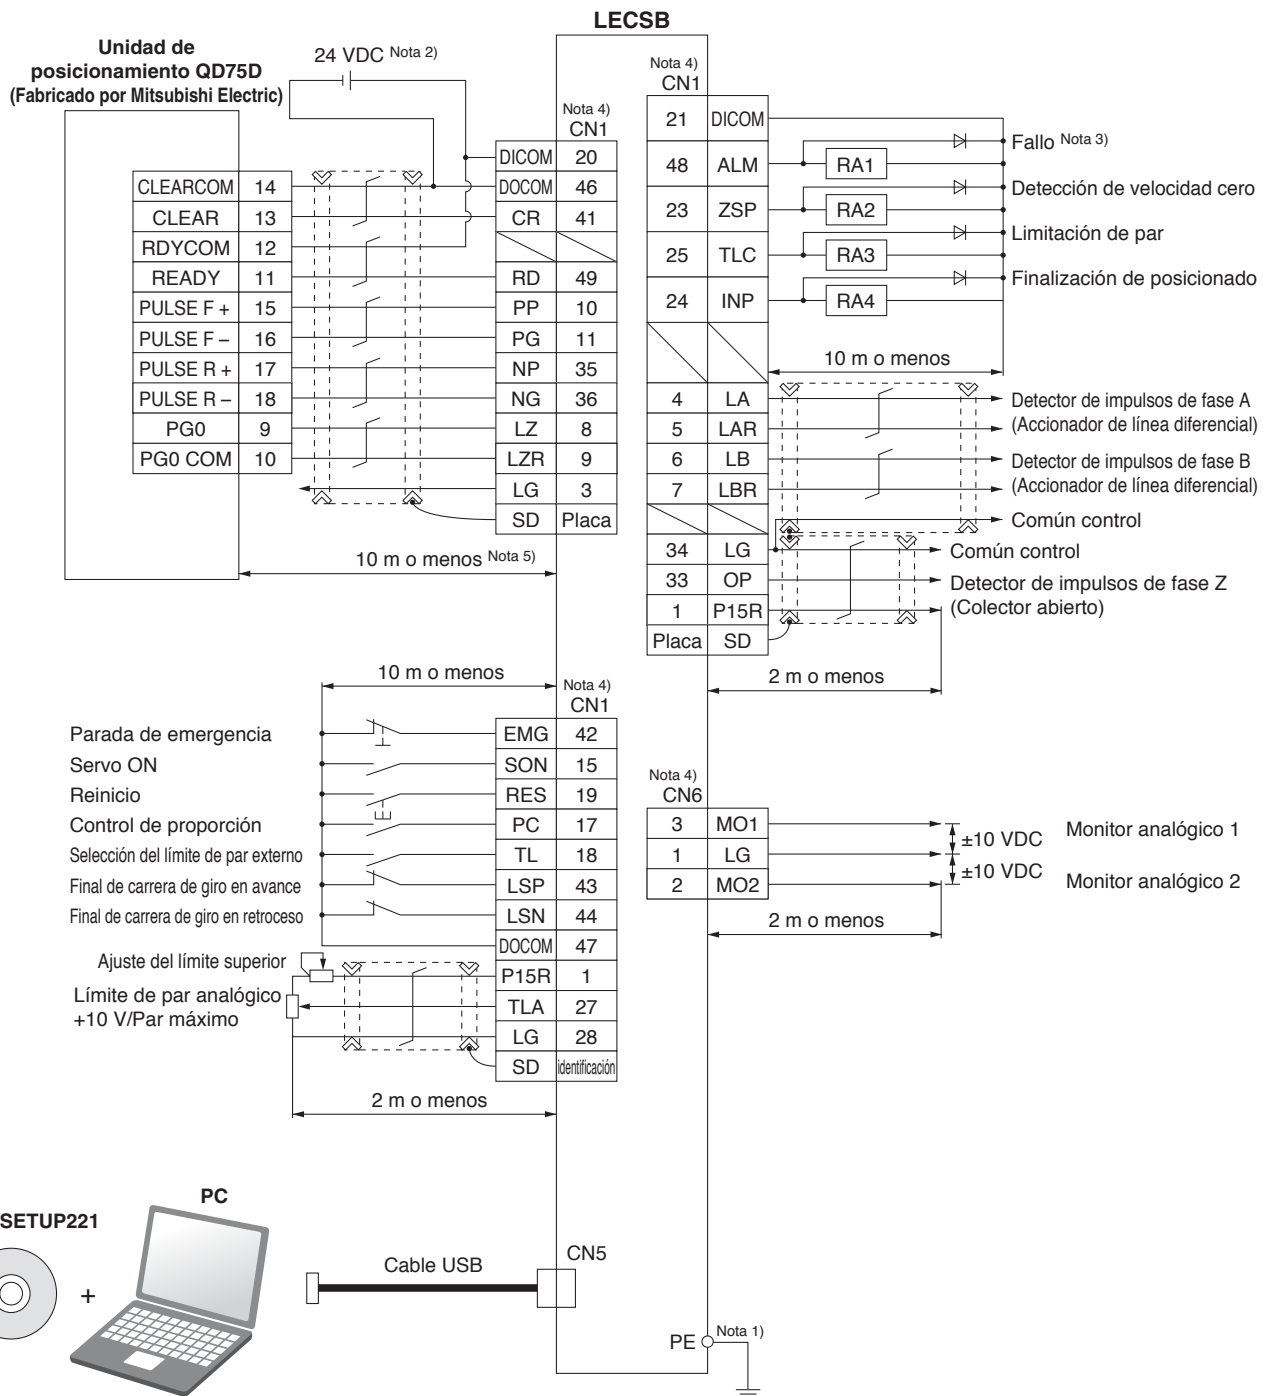 LECSB
Unidad de
posicionamiento QD75D
(Fabricado por Mitsubishi Electric)
24 VDC Nota 2)
Nota 4)
CN1
DICOM 20
CLEARCOM 14 DOCOM 46
CLEAR 13 CR 41
RDYCOM 12
READY 11 RD 49
PULSE F + 15 PP 10
PULSE F – 16 PG 11
PULSE R + 17 NP 35
PULSE R – 18 NG 36
PG0 9 LZ 8
PG0 COM 10 LZR 9
LG 3
SD Placa
10 m o menos Nota 5)
Nota 4)
CN1
21 DICOM
48 ALM RA1 Fallo Nota 3)
23 ZSP RA2 Detección de velocidad cero
25 TLC RA3 Limitación de par
24 INP RA4 Finalización de posicionado
10 m o menos
4 LA Detector de impulsos de fase A
5 LAR (Accionador de línea diferencial)
6 LB Detector de impulsos de fase B
7 LBR (Accionador de línea diferencial)
Común control
34 LG Común control
33 OP Detector de impulsos de fase Z
1 P15R (Colector abierto)
Placa SD
2 m o menos
10 m o menos
Nota 4)
CN1
Parada de emergencia EMG 42
Servo ON SON 15
Reinicio RES 19
Control de proporción PC 17
Selección del límite de par externo TL 18
Final de carrera de giro en avance LSP 43
Final de carrera de giro en retroceso LSN 44
DOCOM 47
Ajuste del límite superior P15R 1
Límite de par analógico TLA 27
+10 V/Par máximo
LG 28
SD identificación
2 m o menos
Nota 4)
CN6
3 MO1 ±10 VDC Monitor analógico 1
1 LG ±10 VDC
2 MO2 Monitor analógico 2
2 m o menos
PC
SETUP221
+
Cable USB
CN5
PE Nota 1)